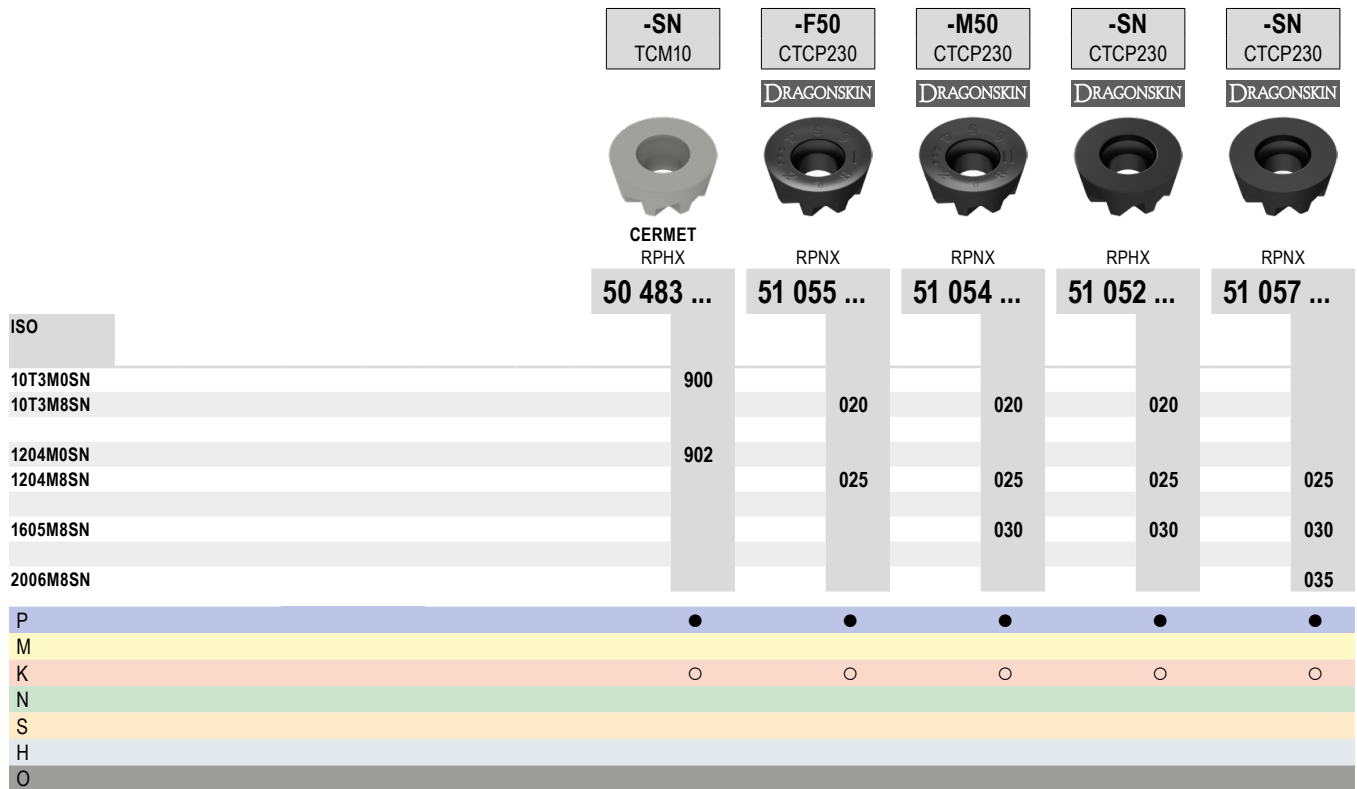 -SN -F50 -M50 -SN -SN
TCM10 CTCP230 CTCP230 CTCP230 CTCP230
DRAGONSKIN DRAGONSKIN DRAGONSKIN DRAGONSKIN
CERMET
RPHX RPNX RPNX RPHX RPNX
50 483 ... 51 055 ... 51 054 ... 51 052 ... 51 057 ...
ISO
10T3M0SN 900
10T3M8SN 020 020 020
1204M0SN 902
1204M8SN 025 025 025 025
1605M8SN 030 030 030
2006M8SN 035
P ● ● ● ● ●
M
K ○ ○ ○ ○ ○
N
S
H
O